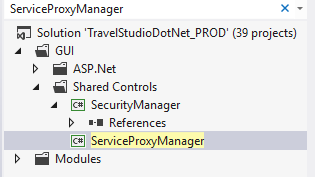 ServiceProxyManager
Solution 'TravelStudioDotNet_PROD' (39 projects)
GUI
ASP.Net
Shared Controls
C# SecurityManager
References
C# ServiceProxyManager
Modules